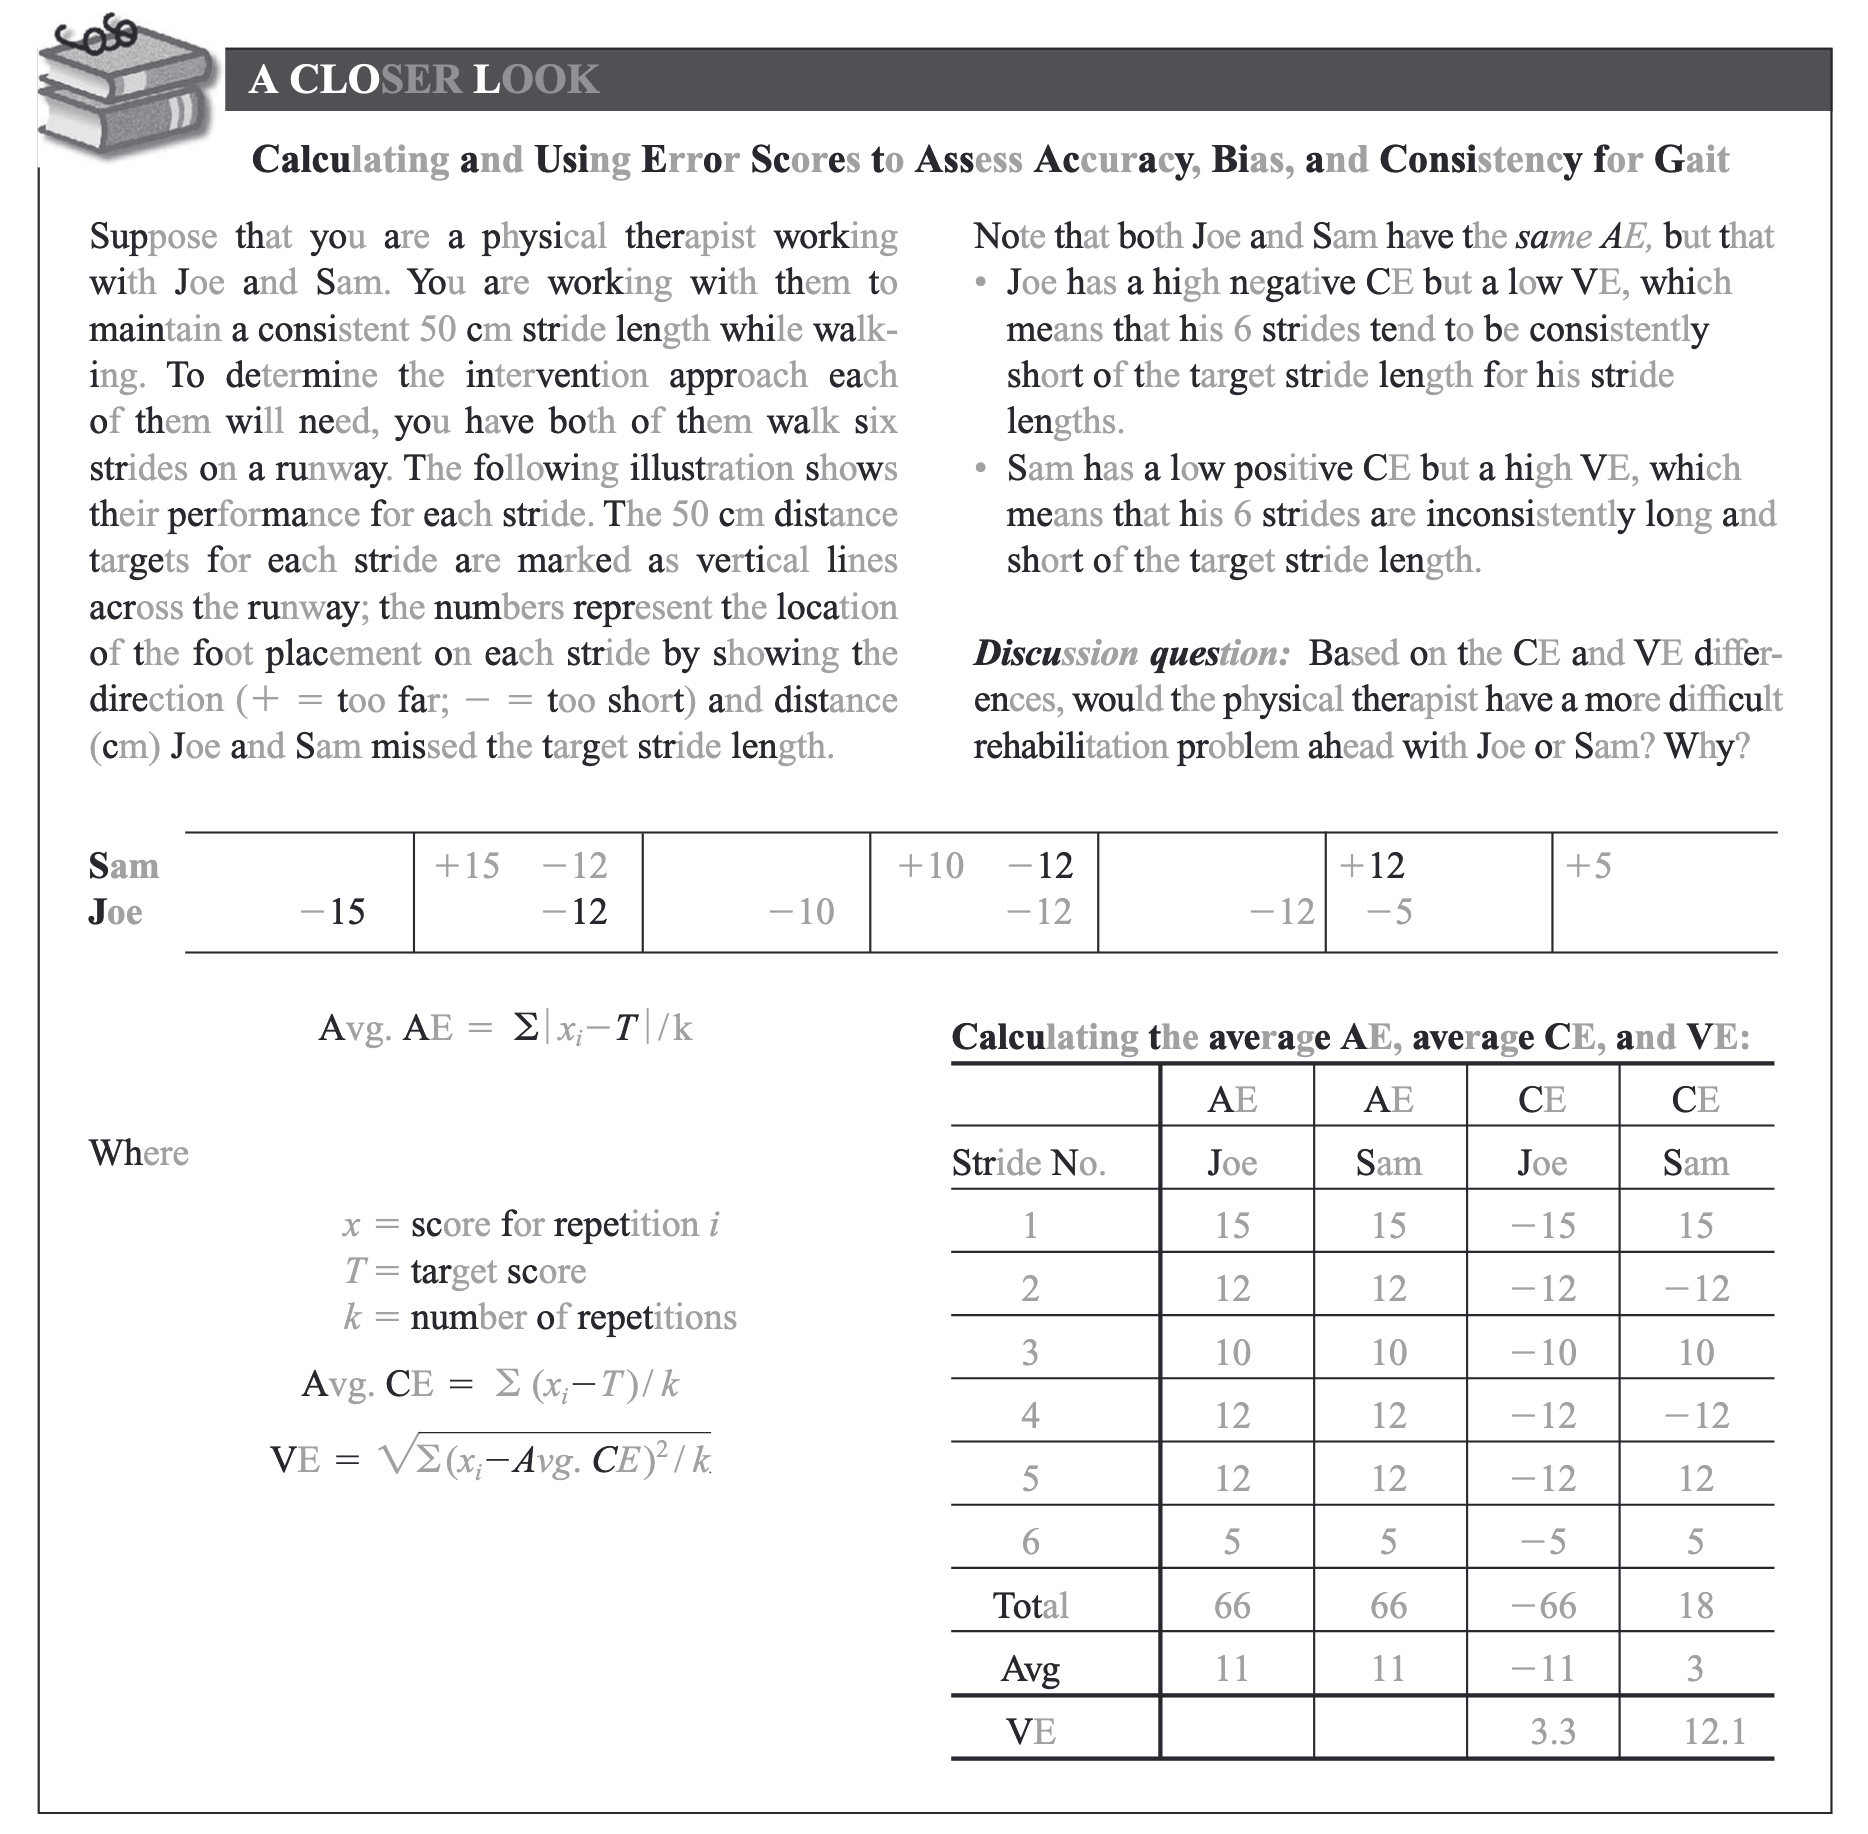 A CLOSER LOOK
Calculating and Using Error Scores to Assess Accuracy, Bias, and Consistency for Gait
Suppose that you are a physical therapist working
with Joe and Sam. You are working with them to
maintain a consistent 50 cm stride length while walk-
ing. To determine the intervention approach each
of them will need, you have both of them walk six
strides on a runway. The following illustration shows
their performance for each stride. The 50 cm distance
targets for each stride are marked as vertical lines
across the runway; the numbers represent the location
of the foot placement on each stride by showing the
direction (+ = too far; − = too short) and distance
(cm) Joe and Sam missed the target stride length.
Note that both Joe and Sam have the same AE, but that
• Joe has a high negative CE but a low VE, which
means that his 6 strides tend to be consistently
short of the target stride length for his stride
lengths.
• Sam has a low positive CE but a high VE, which
means that his 6 strides are inconsistently long and
short of the target stride length.
Discussion question: Based on the CE and VE differ-
ences, would the physical therapist have a more difficult
rehabilitation problem ahead with Joe or Sam? Why?
Sam +15 −12 +10 −12 +12 +5
Joe −15 −12 −10 −12 −12 −5
Avg. AE = Σ|xᵢ−T|/k
Where
x = score for repetition i
T = target score
k = number of repetitions
Avg. CE = Σ (xᵢ−T)/k
VE = √Σ(xᵢ−Avg. CE)²/k
Calculating the average AE, average CE, and VE:
AE AE CE CE
Stride No. Joe Sam Joe Sam
1 15 15 −15 15
2 12 12 −12 −12
3 10 10 −10 10
4 12 12 −12 −12
5 12 12 −12 12
6 5 5 −5 5
Total 66 66 −66 18
Avg 11 11 −11 3
VE 3.3 12.1